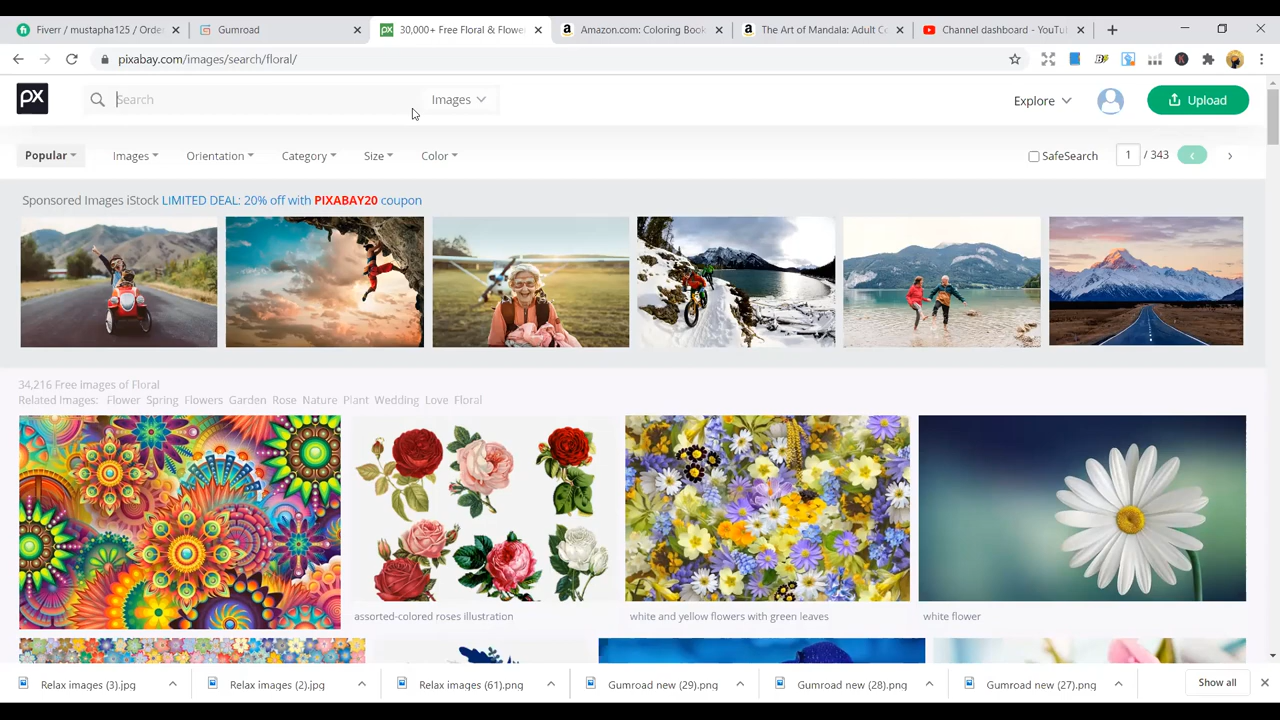 Fiverr / mustapha125 / Orde
Gumroad
30,000+ Free Floral & Flowe
Amazon.com: Coloring Book
The Art of Mandala: Adult Co
Channel dashboard - YouTu
pixabay.com/images/search/floral/
px
Search
Images
Explore
Upload
Popular
Images
Orientation
Category
Size
Color
SafeSearch
1 / 343
Sponsored Images iStock LIMITED DEAL: 20% off with PIXABAY20 coupon
34,216 Free Images of Floral
Related Images: Flower Spring Flowers Garden Rose Nature Plant Wedding Love Floral
assorted-colored roses illustration
white and yellow flowers with green leaves
white flower
Relax images (3).jpg
Relax images (2).jpg
Relax images (61).png
Gumroad new (29).png
Gumroad new (28).png
Gumroad new (27).png
Show all